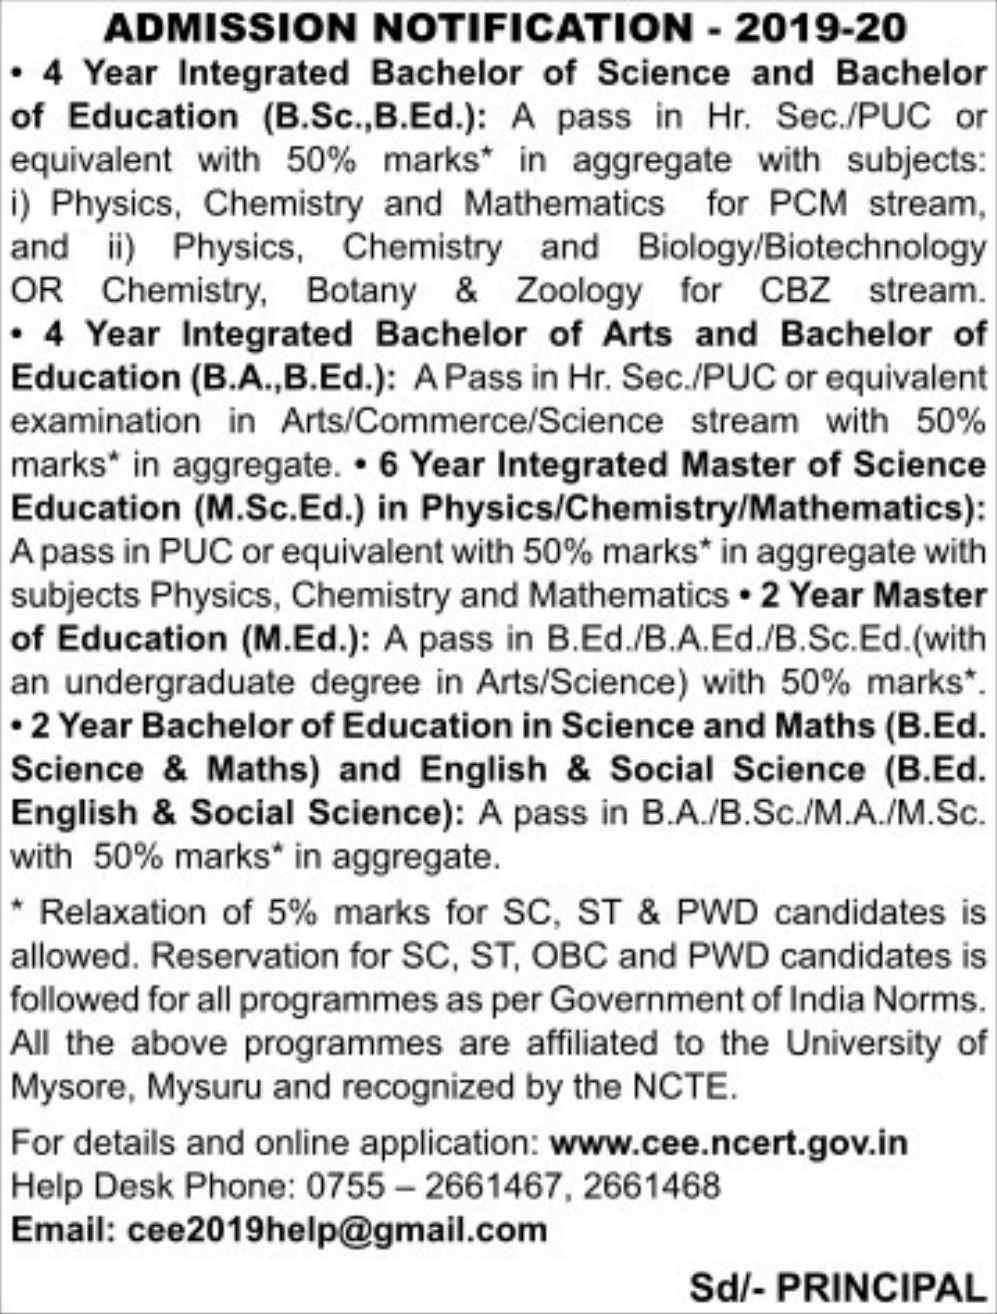 ADMISSION NOTIFICATION - 2019-20
• 4 Year Integrated Bachelor of Science and Bachelor
of Education (B.Sc.,B.Ed.): A pass in Hr. Sec./PUC or
equivalent with 50% marks* in aggregate with subjects:
i) Physics, Chemistry and Mathematics for PCM stream,
and ii) Physics, Chemistry and Biology/Biotechnology
OR Chemistry, Botany & Zoology for CBZ stream.
• 4 Year Integrated Bachelor of Arts and Bachelor of
Education (B.A.,B.Ed.): A Pass in Hr. Sec./PUC or equivalent
examination in Arts/Commerce/Science stream with 50%
marks* in aggregate. • 6 Year Integrated Master of Science
Education (M.Sc.Ed.) in Physics/Chemistry/Mathematics):
A pass in PUC or equivalent with 50% marks* in aggregate with
subjects Physics, Chemistry and Mathematics • 2 Year Master
of Education (M.Ed.): A pass in B.Ed./B.A.Ed./B.Sc.Ed.(with
an undergraduate degree in Arts/Science) with 50% marks*.
• 2 Year Bachelor of Education in Science and Maths (B.Ed.
Science & Maths) and English & Social Science (B.Ed.
English & Social Science): A pass in B.A./B.Sc./M.A./M.Sc.
with 50% marks* in aggregate.
* Relaxation of 5% marks for SC, ST & PWD candidates is
allowed. Reservation for SC, ST, OBC and PWD candidates is
followed for all programmes as per Government of India Norms.
All the above programmes are affiliated to the University of
Mysore, Mysuru and recognized by the NCTE.
For details and online application: www.cee.ncert.gov.in
Help Desk Phone: 0755 – 2661467, 2661468
Email: cee2019help@gmail.com
Sd/- PRINCIPAL